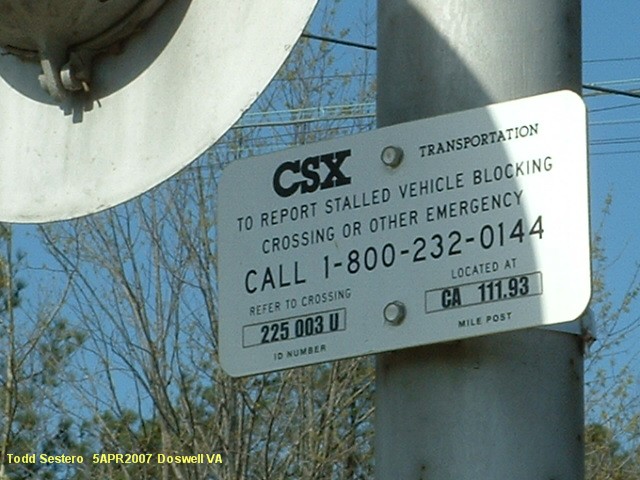 CSX TRANSPORTATION
TO REPORT STALLED VEHICLE BLOCKING
CROSSING OR OTHER EMERGENCY
CALL 1-800-232-0144
REFER TO CROSSING LOCATED AT
225 003 U CA 111.93
ID NUMBER MILE POST
Todd Sestero 5APR2007 Doswell VA